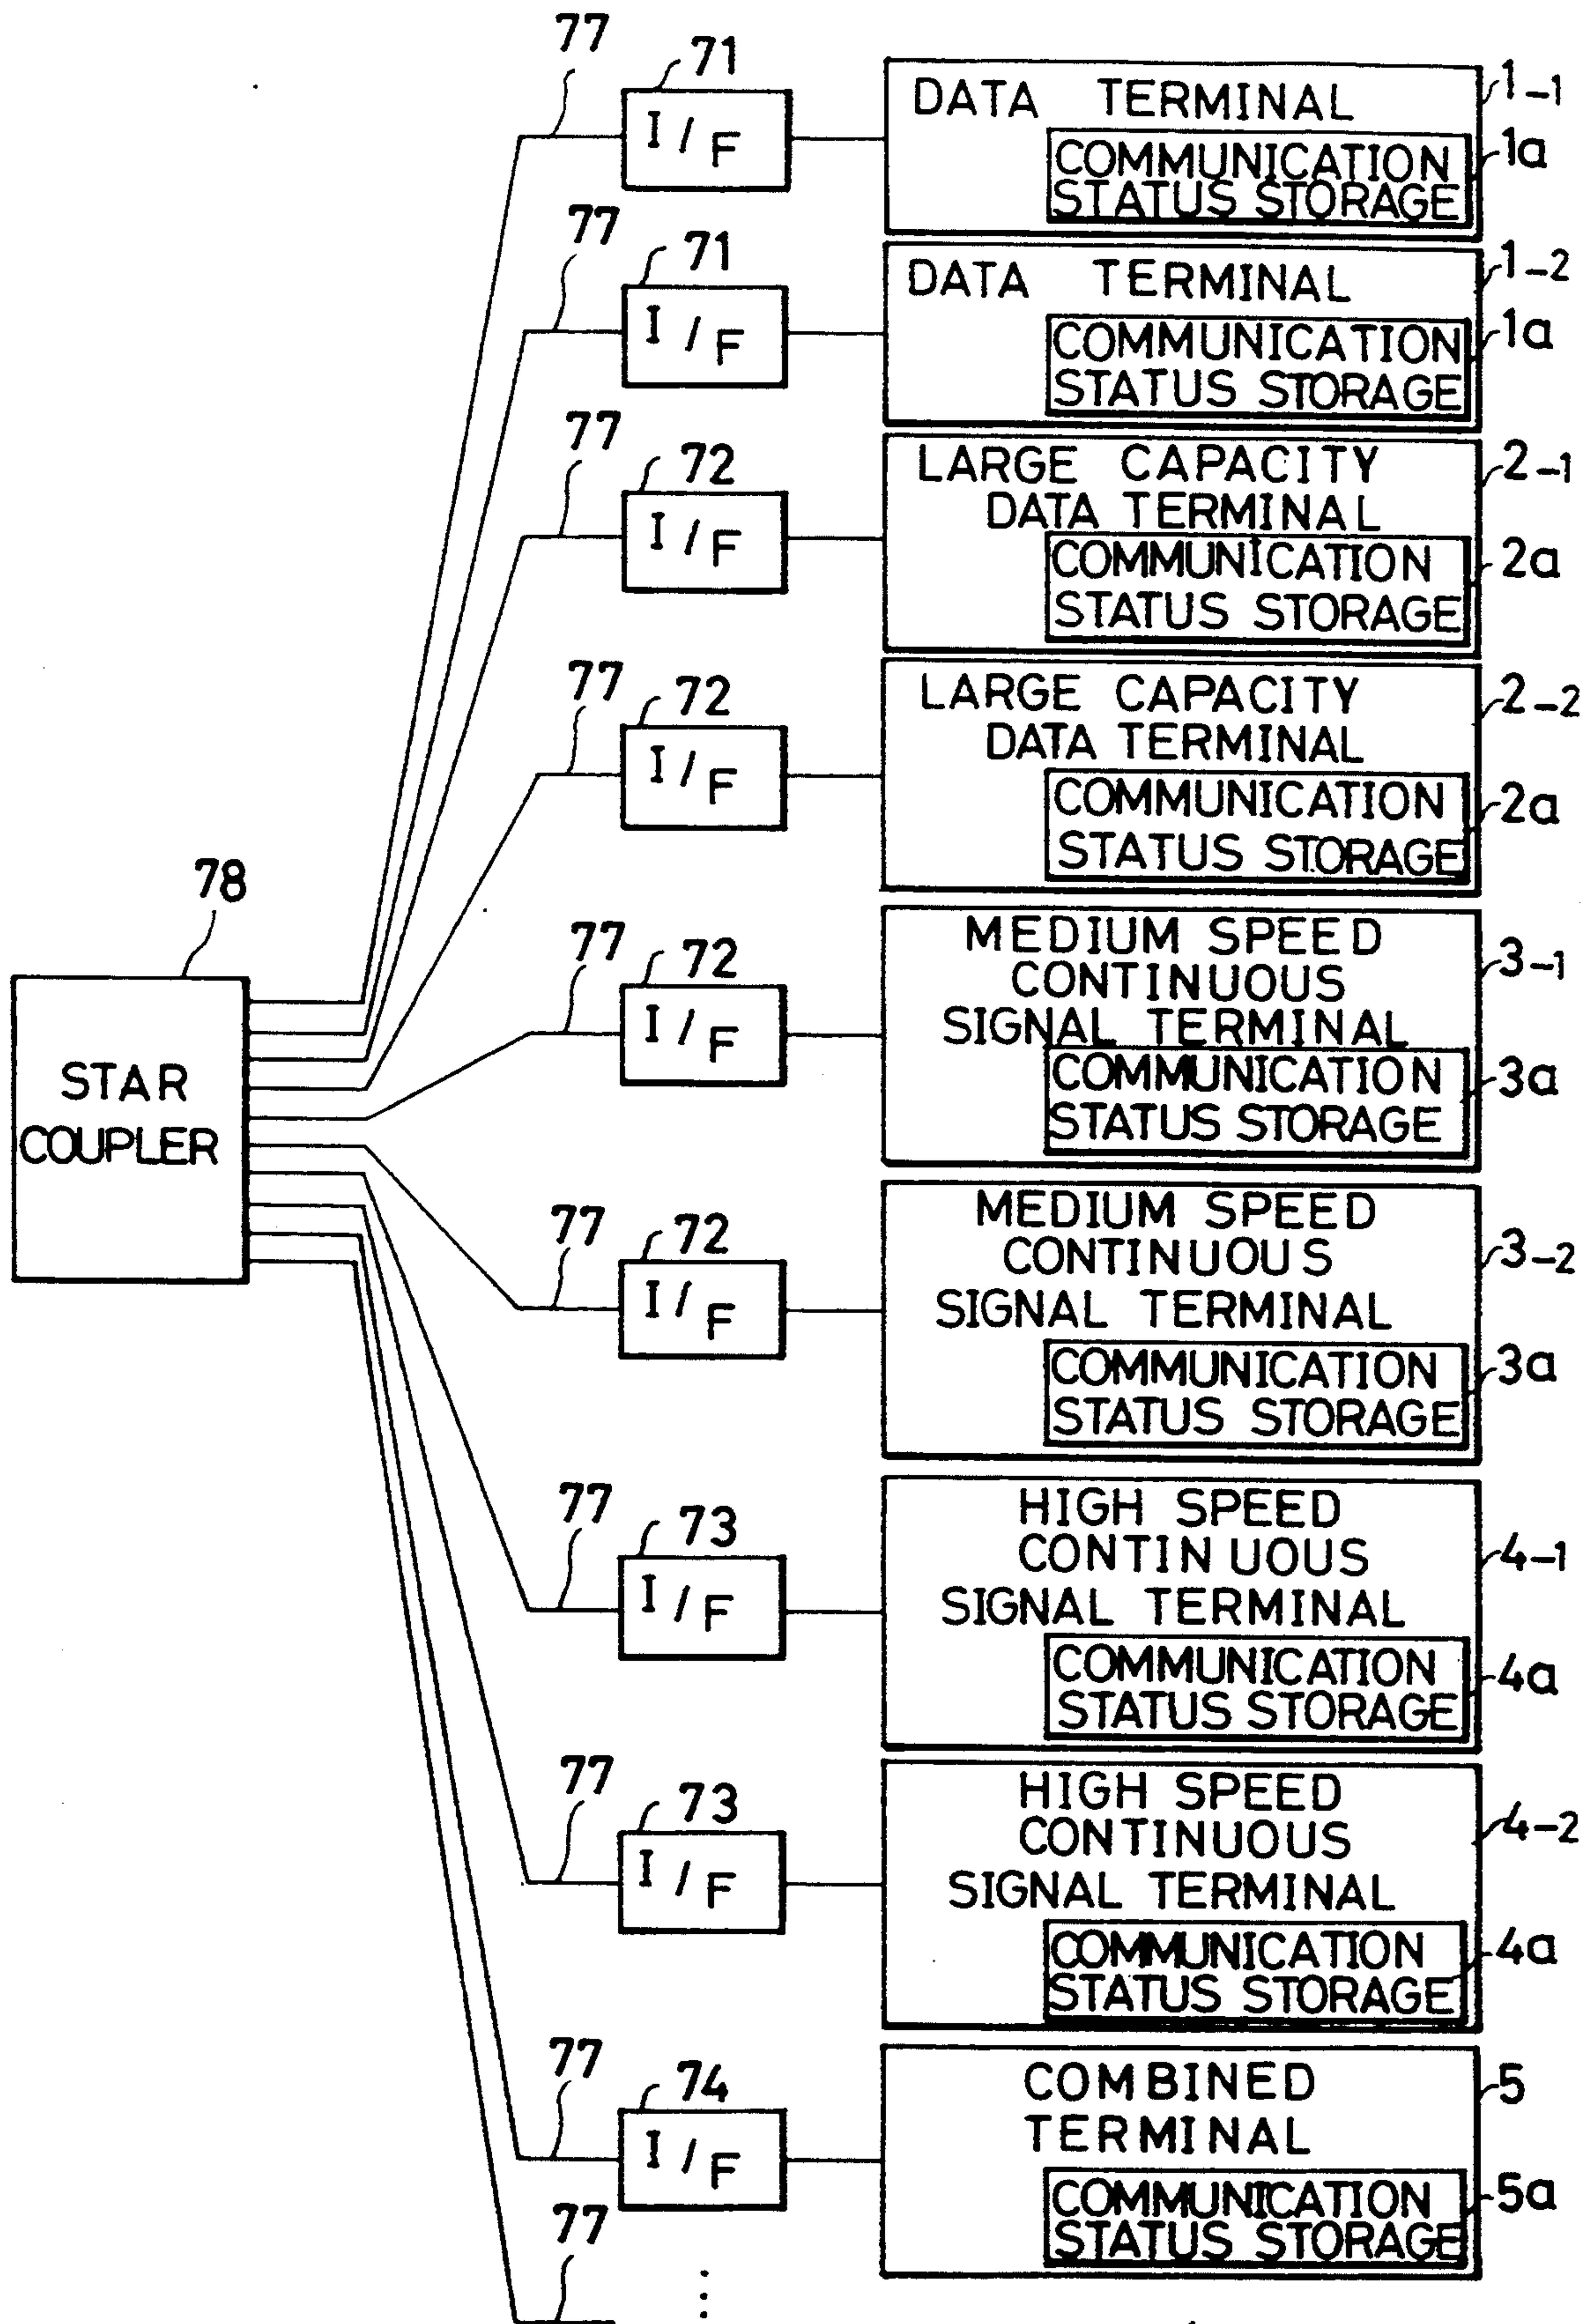 77
71
I/F
DATA TERMINAL
1-1
COMMUNICATION
STATUS STORAGE
1a
77
71
I/F
DATA TERMINAL
1-2
COMMUNICATION
STATUS STORAGE
1a
77
72
I/F
LARGE CAPACITY
DATA TERMINAL
2-1
COMMUNICATION
STATUS STORAGE
2a
77
72
I/F
LARGE CAPACITY
DATA TERMINAL
2-2
COMMUNICATION
STATUS STORAGE
2a
78
STAR
COUPLER
77
72
I/F
MEDIUM SPEED
CONTINUOUS
SIGNAL TERMINAL
3-1
COMMUNICATION
STATUS STORAGE
3a
77
72
I/F
MEDIUM SPEED
CONTINUOUS
SIGNAL TERMINAL
3-2
COMMUNICATION
STATUS STORAGE
3a
77
73
I/F
HIGH SPEED
CONTINUOUS
SIGNAL TERMINAL
4-1
COMMUNICATION
STATUS STORAGE
4a
77
73
I/F
HIGH SPEED
CONTINUOUS
SIGNAL TERMINAL
4-2
COMMUNICATION
STATUS STORAGE
4a
77
74
I/F
COMBINED
TERMINAL
5
COMMUNICATION
STATUS STORAGE
5a
77